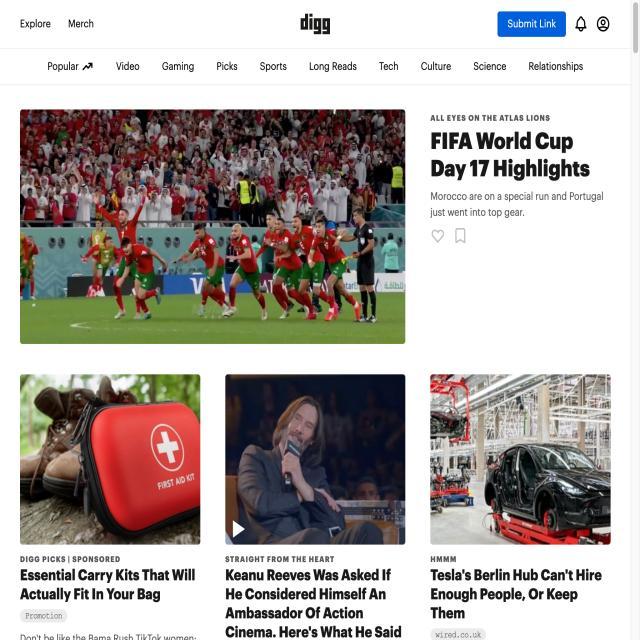 Explore
Merch
digg
Submit Link
Popular
Video
Gaming
Picks
Sports
Long Reads
Tech
Culture
Science
Relationships
ALL EYES ON THE ATLAS LIONS
FIFA World Cup
Day 17 Highlights
Morocco are on a special run and Portugal
just went into top gear.
FIRST AID KIT
DIGG PICKS | SPONSORED
Essential Carry Kits That Will
Actually Fit In Your Bag
Promotion
Don't be like the Bama Rush TikTok women:
STRAIGHT FROM THE HEART
Keanu Reeves Was Asked If
He Considered Himself An
Ambassador Of Action
Cinema. Here's What He Said
HMMM
Tesla's Berlin Hub Can't Hire
Enough People, Or Keep
Them
wired.co.uk